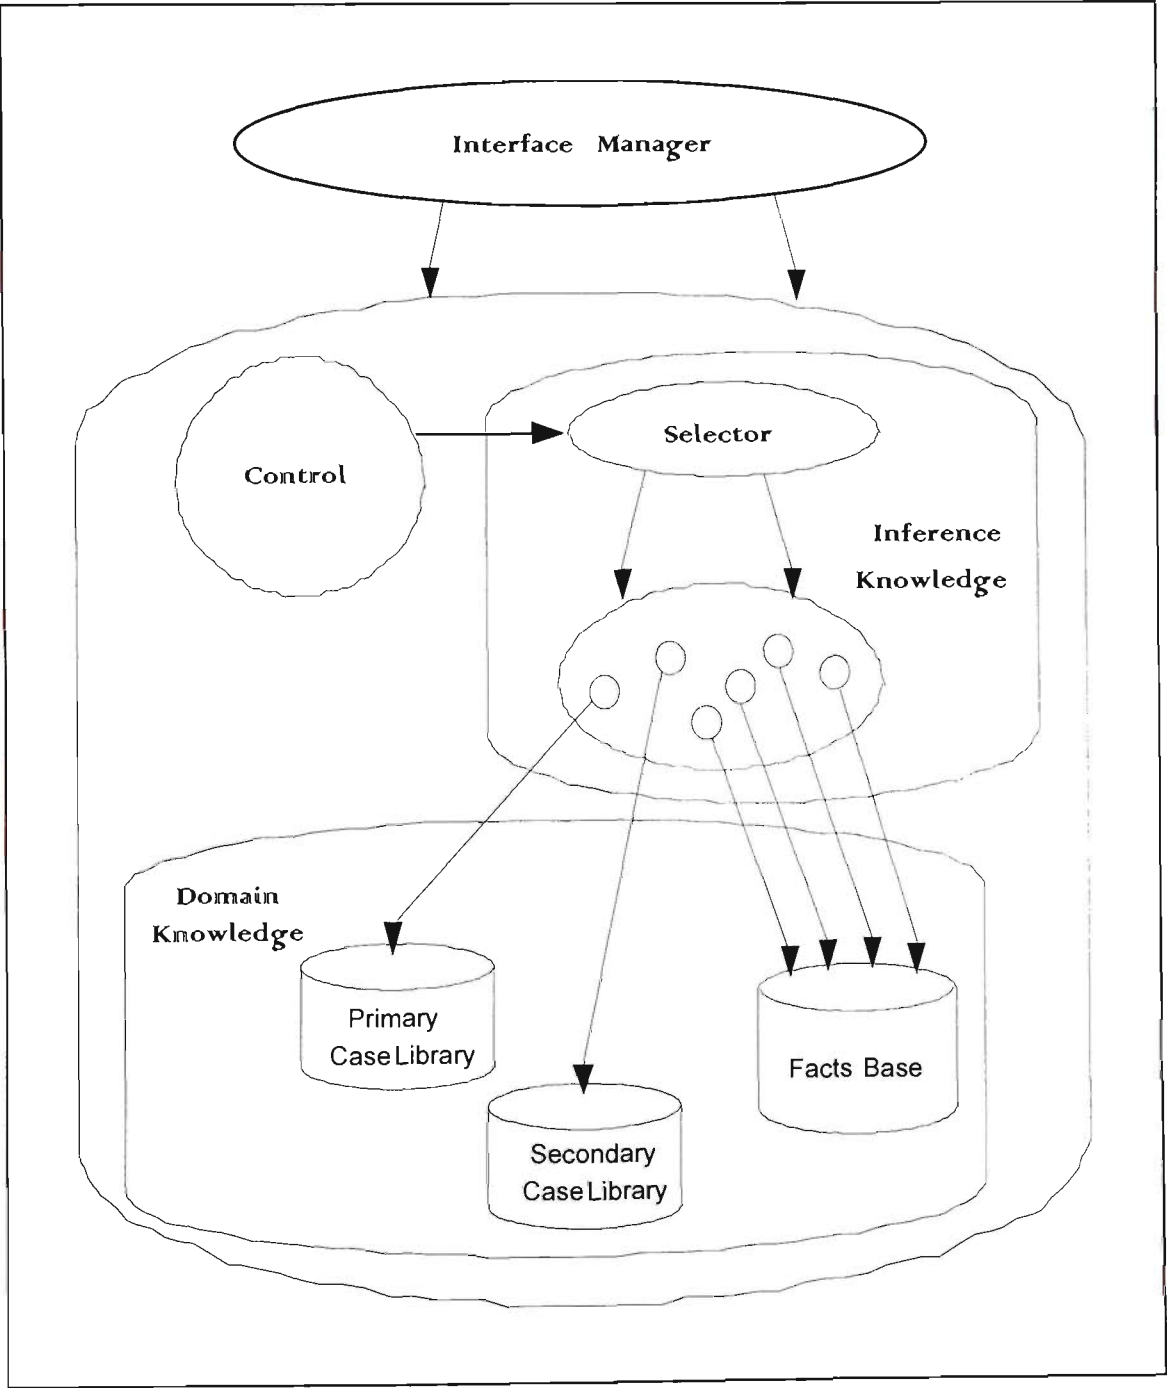 Interface Manager
Control
Selector
Inference
Knowledge
Domain
Knowledge
Primary
Case Library
Secondary
Case Library
Facts Base